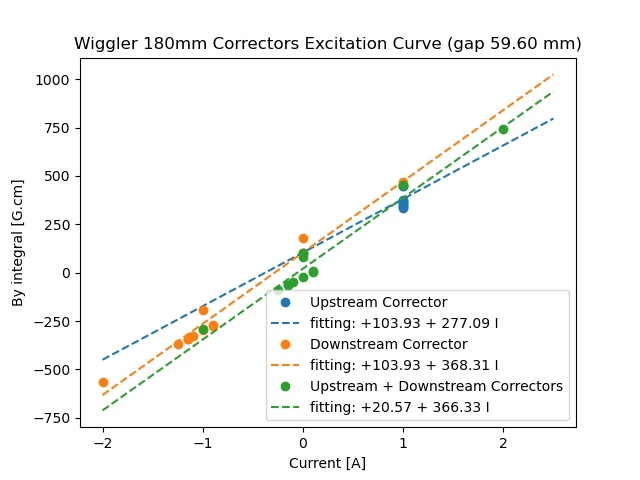 Wiggler 180mm Correctors Excitation Curve (gap 59.60 mm)
1000
750
500
250
0
−250
−500
−750
By integral [G.cm]
Upstream Corrector
fitting: +103.93 + 277.09 I
Downstream Corrector
fitting: +103.93 + 368.31 I
Upstream + Downstream Correctors
fitting: +20.57 + 366.33 I
−2
−1
0
1
2
Current [A]